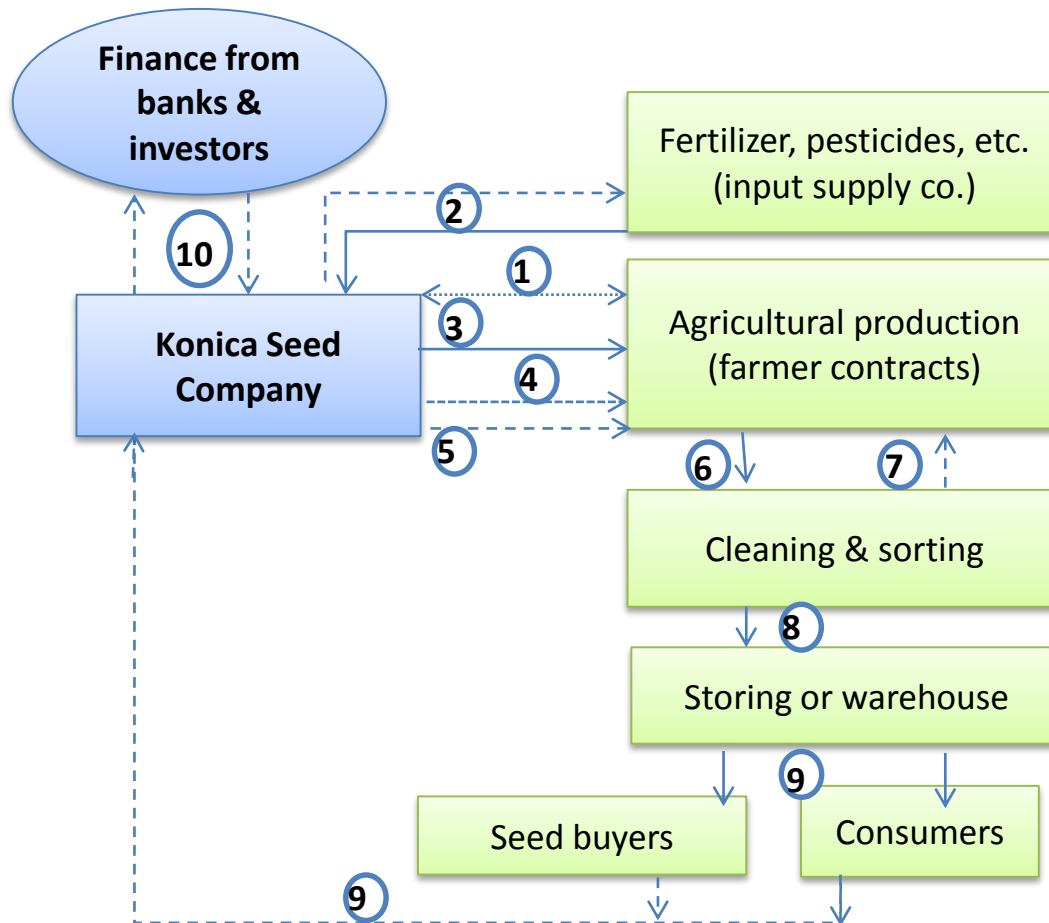 Finance from
banks &
investors
Fertilizer, pesticides, etc.
(input supply co.)
2
10
1
Konica Seed
Company
3
Agricultural production
(farmer contracts)
4
5
6
7
Cleaning & sorting
8
Storing or warehouse
9
Seed buyers
Consumers
9